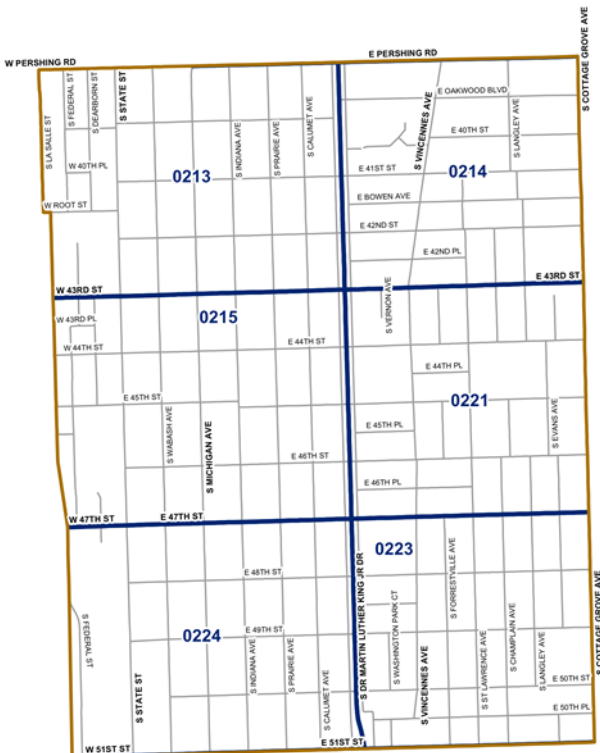 E PERSHING RD
W PERSHING RD
S COTTAGE GROVE AVE
S LA SALLE ST
S FEDERAL ST
S DEARBORN ST
S STATE ST
S INDIANA AVE
S PRAIRIE AVE
S CALUMET AVE
S VINCENNES AVE
E OAKWOOD BLVD
S LANGLEY AVE
E 40TH ST
W 40TH PL
0213
E 41ST ST
0214
W ROOT ST
E BOWEN AVE
E 42ND ST
E 42ND PL
W 43RD ST
E 43RD ST
S VERNON AVE
0215
W 43RD PL
W 44TH ST
E 44TH ST
E 44TH PL
E 45TH ST
0221
S WABASH AVE
S MICHIGAN AVE
E 45TH PL
S EVANS AVE
E 46TH ST
E 46TH PL
W 47TH ST
E 47TH ST
0223
S DR MARTIN LUTHER KING JR DR
S FORRESTVILLE AVE
E 48TH ST
S WASHINGTON PARK CT
S COTTAGE GROVE AVE
S FEDERAL ST
0224
E 49TH ST
S INDIANA AVE
S PRAIRIE AVE
S CALUMET AVE
S STATE ST
S VINCENNES AVE
S ST LAWRENCE AVE
S CHAMPLAIN AVE
S LANGLEY AVE
E 50TH ST
E 50TH PL
W 51ST ST
E 51ST ST